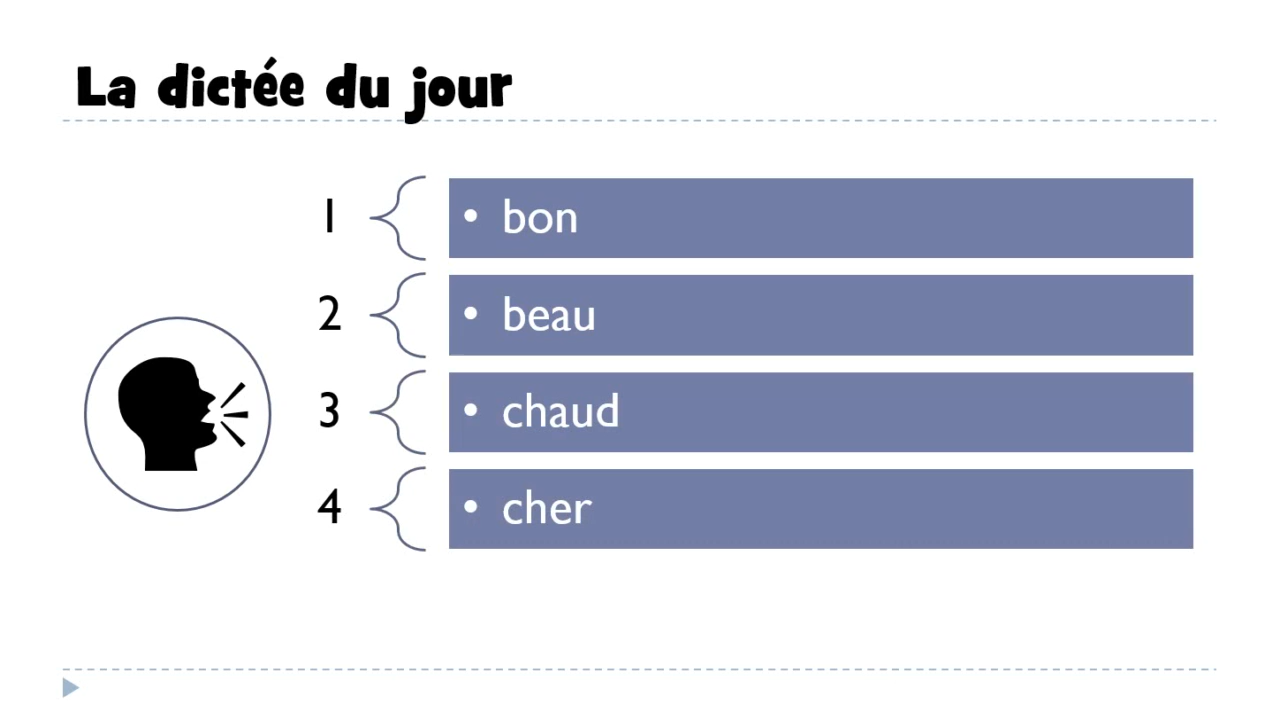 La dictée du jour
1 • bon
2 • beau
3 • chaud
4 • cher